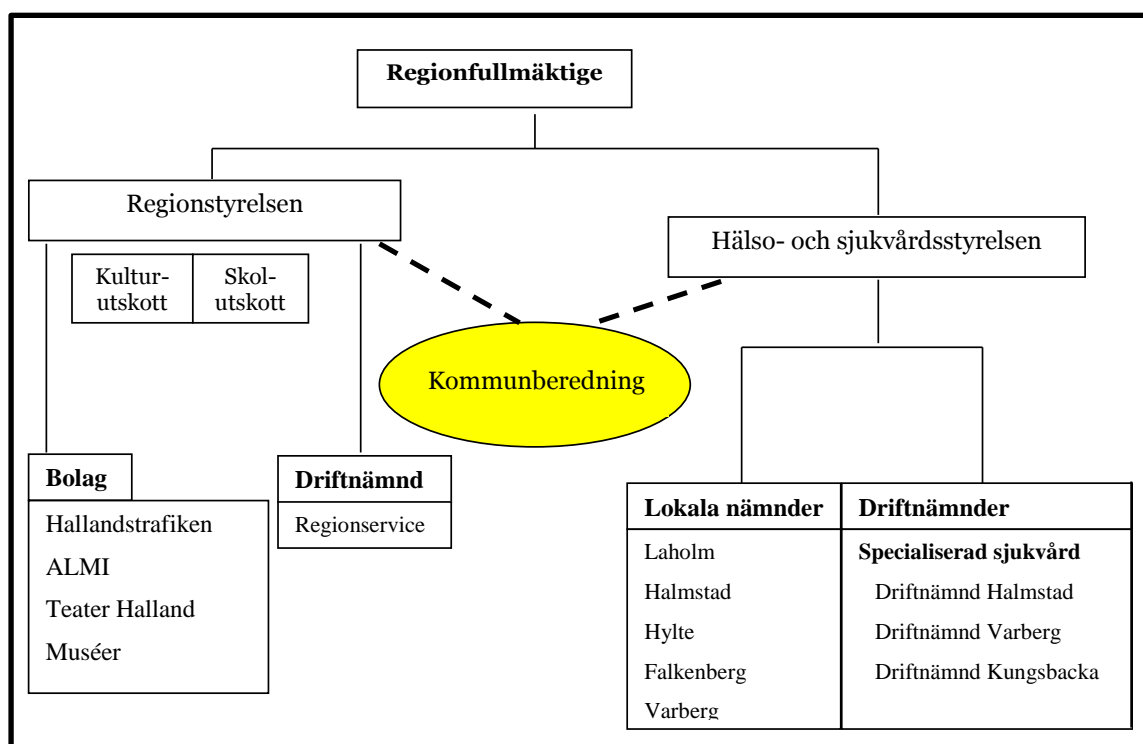 Regionfullmäktige
Regionstyrelsen
Hälso- och sjukvårdsstyrelsen
Kultur-
utskott
Skol-
utskott
Kommunberedning
Bolag
Hallandstrafiken
ALMI
Teater Halland
Muséer
Driftnämnd
Regionservice
Lokala nämnder
Laholm
Halmstad
Hylte
Falkenberg
Varberg
Driftnämnder
Specialiserad sjukvård
Driftnämnd Halmstad
Driftnämnd Varberg
Driftnämnd Kungsbacka